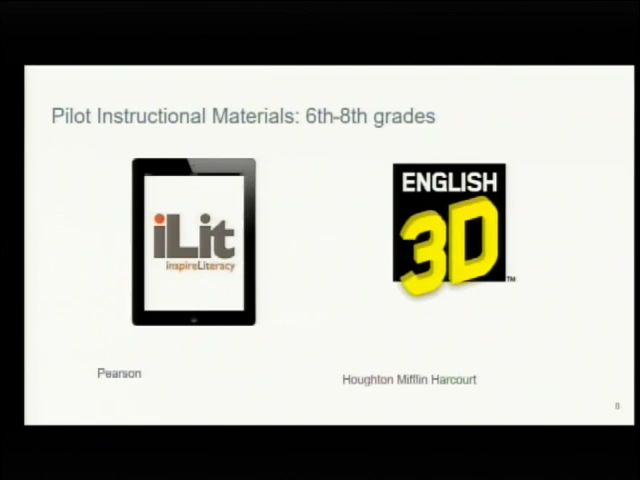 Pilot Instructional Materials: 6th-8th grades
iLit
inspireLiteracy
ENGLISH
3D
™
Pearson
Houghton Mifflin Harcourt
8